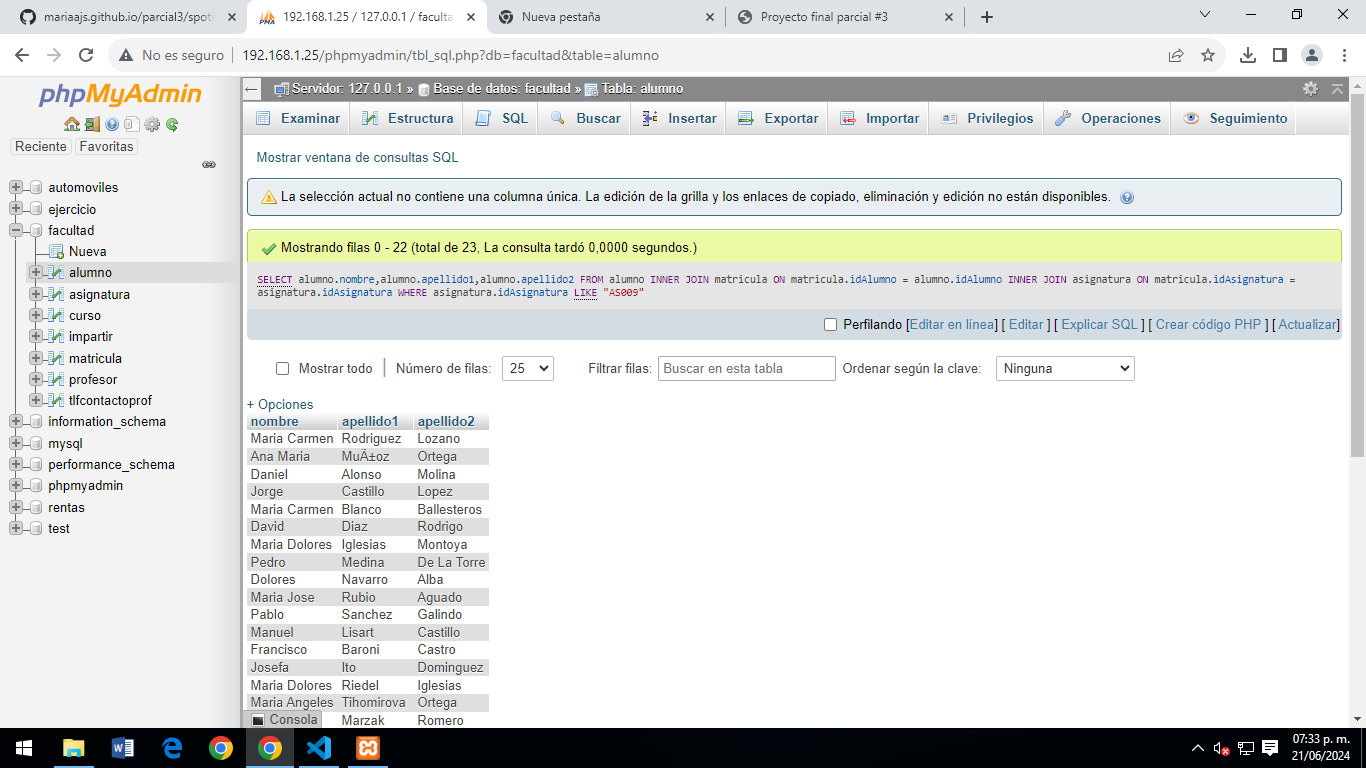 mariaajs.github.io/parcial3/spoti
192.168.1.25 / 127.0.0.1 / faculta
Nueva pestaña
Proyecto final parcial #3
No es seguro
192.168.1.25/phpmyadmin/tbl_sql.php?db=facultad&table=alumno
phpMyAdmin
Reciente
Favoritas
automoviles
ejercicio
facultad
Nueva
alumno
asignatura
curso
impartir
matricula
profesor
tlfcontactoprof
information_schema
mysql
performance_schema
phpmyadmin
rentas
test
Servidor: 127.0.0.1 » Base de datos: facultad » Tabla: alumno
Examinar Estructura SQL Buscar Insertar Exportar Importar Privilegios Operaciones Seguimiento
Mostrar ventana de consultas SQL
La selección actual no contiene una columna única. La edición de la grilla y los enlaces de copiado, eliminación y edición no están disponibles.
Mostrando filas 0 - 22 (total de 23, La consulta tardó 0,0000 segundos.)
SELECT alumno.nombre,alumno.apellido1,alumno.apellido2 FROM alumno INNER JOIN matricula ON matricula.idAlumno = alumno.idAlumno INNER JOIN asignatura ON matricula.idAsignatura =
asignatura.idAsignatura WHERE asignatura.idAsignatura LIKE "AS009"
Perfilando [Editar en línea] [ Editar ] [ Explicar SQL ] [ Crear código PHP ] [ Actualizar]
Mostrar todo Número de filas: 25 Filtrar filas: Buscar en esta tabla Ordenar según la clave: Ninguna
+ Opciones
nombre apellido1 apellido2
Maria Carmen Rodriguez Lozano
Ana Maria MuÃ±oz Ortega
Daniel Alonso Molina
Jorge Castillo Lopez
Maria Carmen Blanco Ballesteros
David Diaz Rodrigo
Maria Dolores Iglesias Montoya
Pedro Medina De La Torre
Dolores Navarro Alba
Maria Jose Rubio Aguado
Pablo Sanchez Galindo
Manuel Lisart Castillo
Francisco Baroni Castro
Josefa Ito Dominguez
Maria Dolores Riedel Iglesias
Maria Angeles Tihomirova Ortega
Consola Marzak Romero
07:33 p. m.
21/06/2024